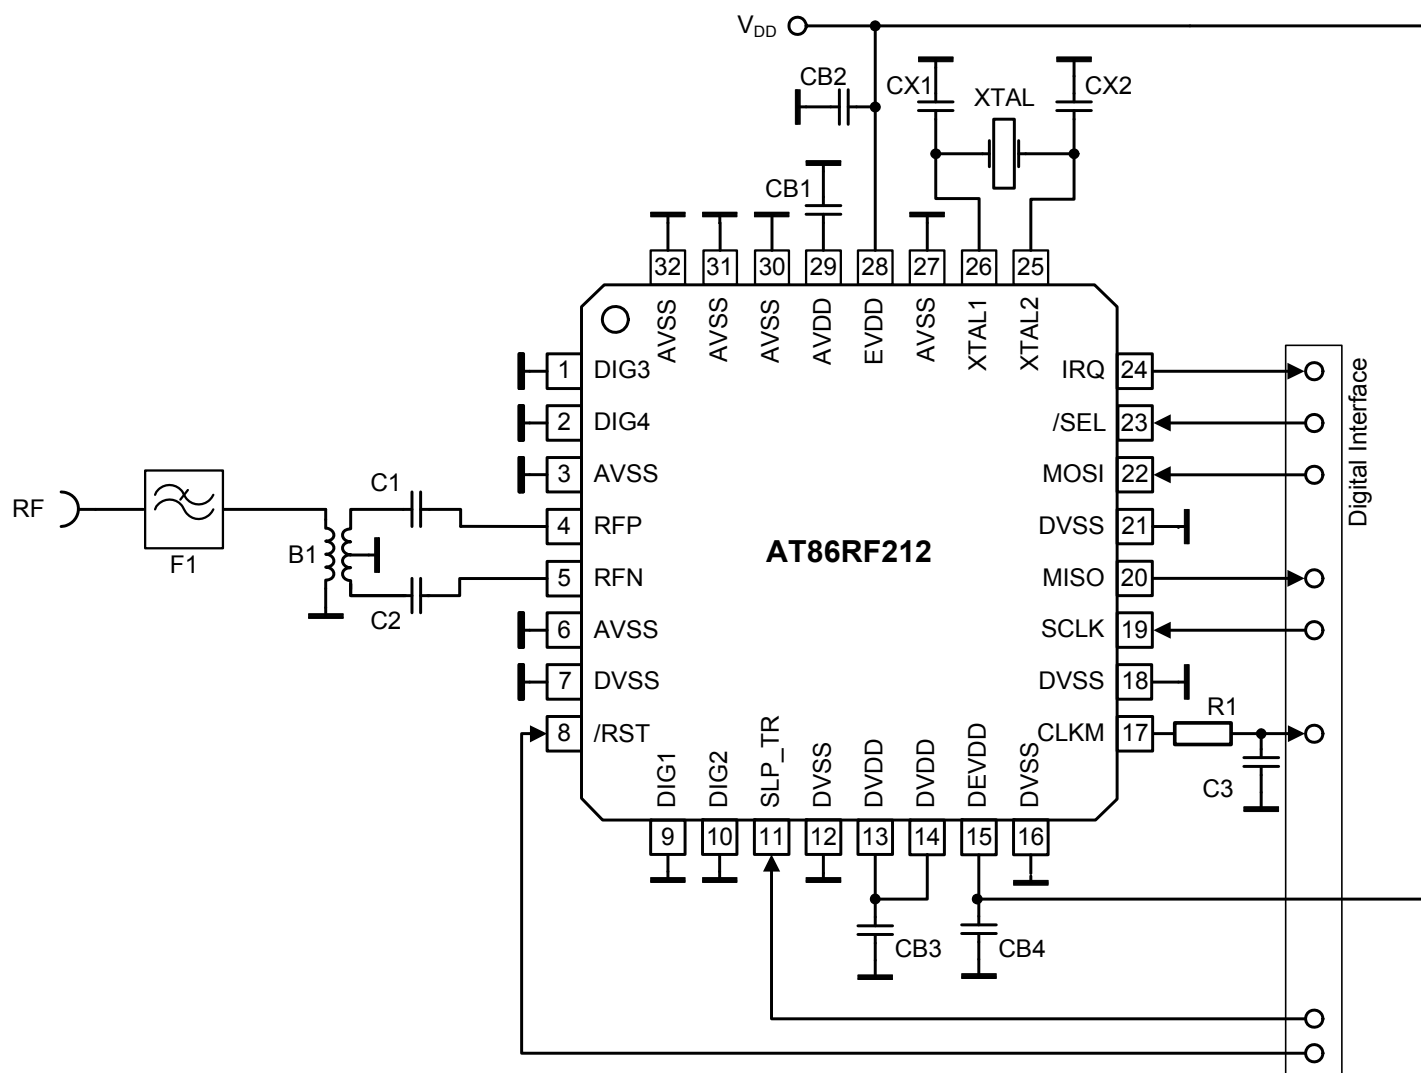 VDD
CB2
CX1
XTAL
CX2
CB1
32 31 30 29 28 27 26 25
AVSS AVSS AVSS AVDD EVDD AVSS XTAL1 XTAL2
1 DIG3
IRQ 24
2 DIG4
/SEL 23
3 AVSS
MOSI 22
Digital Interface
RF
F1
B1
C1
C2
4 RFP
DVSS 21
AT86RF212
5 RFN
MISO 20
6 AVSS
SCLK 19
7 DVSS
DVSS 18
8 /RST
CLKM 17
R1
C3
DIG1 DIG2 SLP_TR DVSS DVDD DVDD DEVDD DVSS
9 10 11 12 13 14 15 16
CB3
CB4